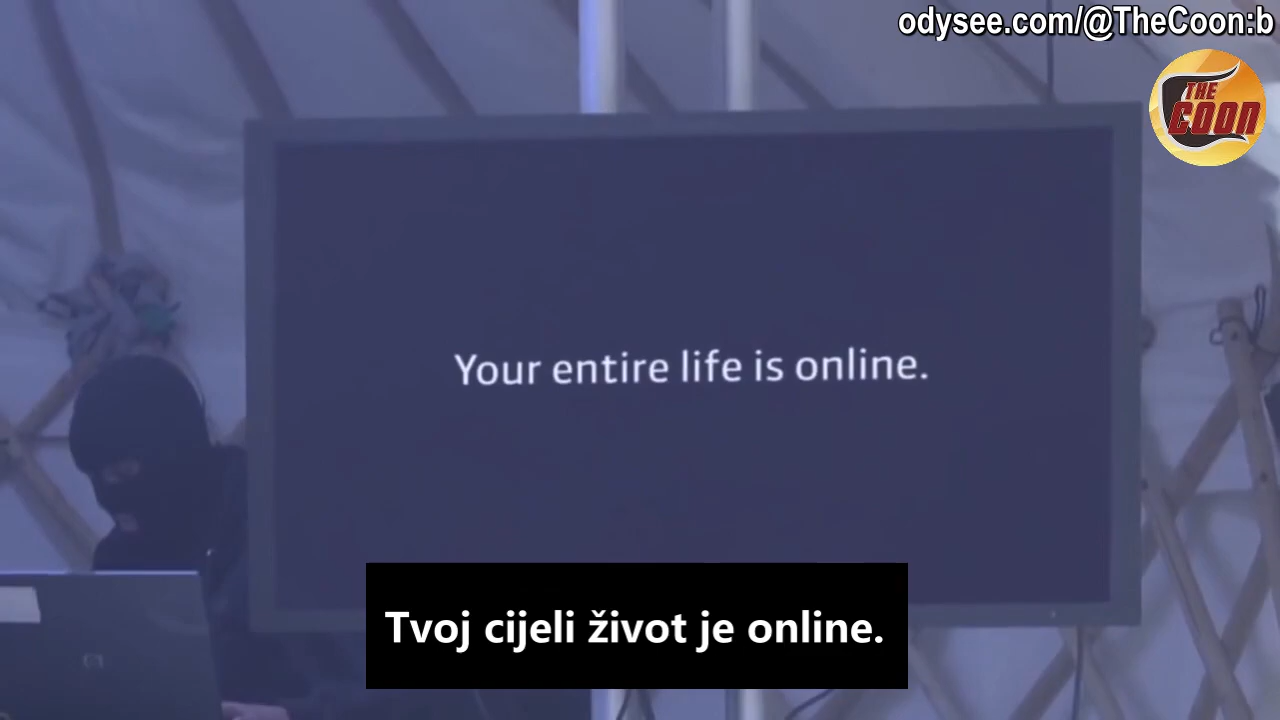 odysee.com/@TheCoon:b
THE
COON
Your entire life is online.
Tvoj cijeli život je online.